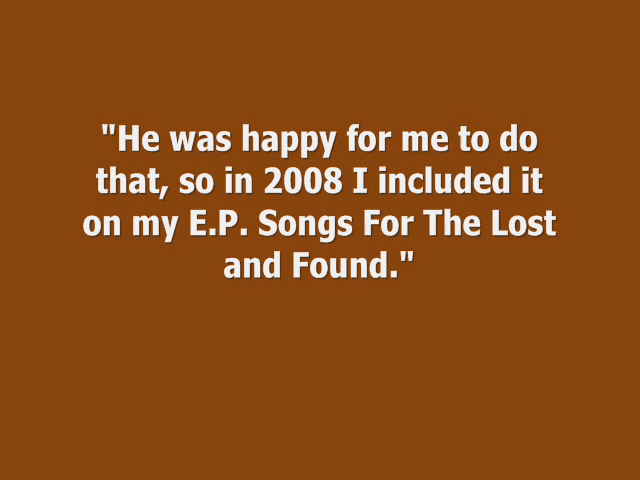 "He was happy for me to do
that, so in 2008 I included it
on my E.P. Songs For The Lost
and Found."